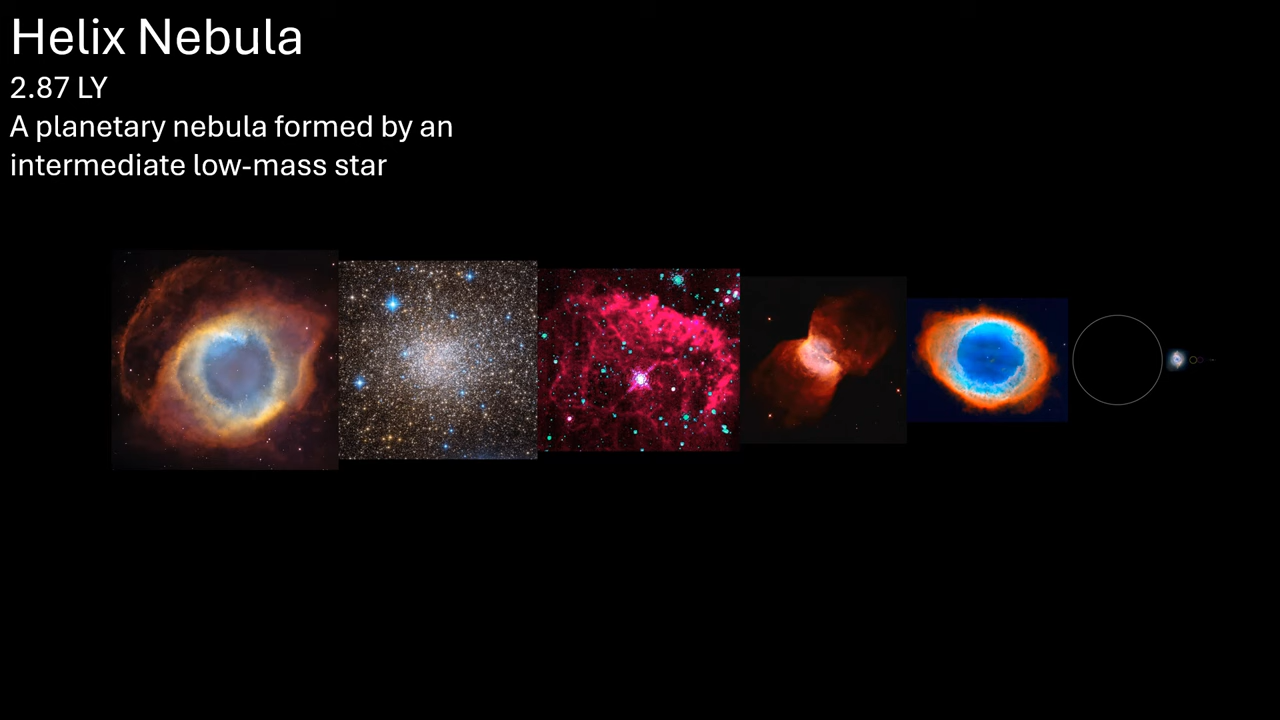 Helix Nebula
2.87 LY
A planetary nebula formed by an
intermediate low-mass star